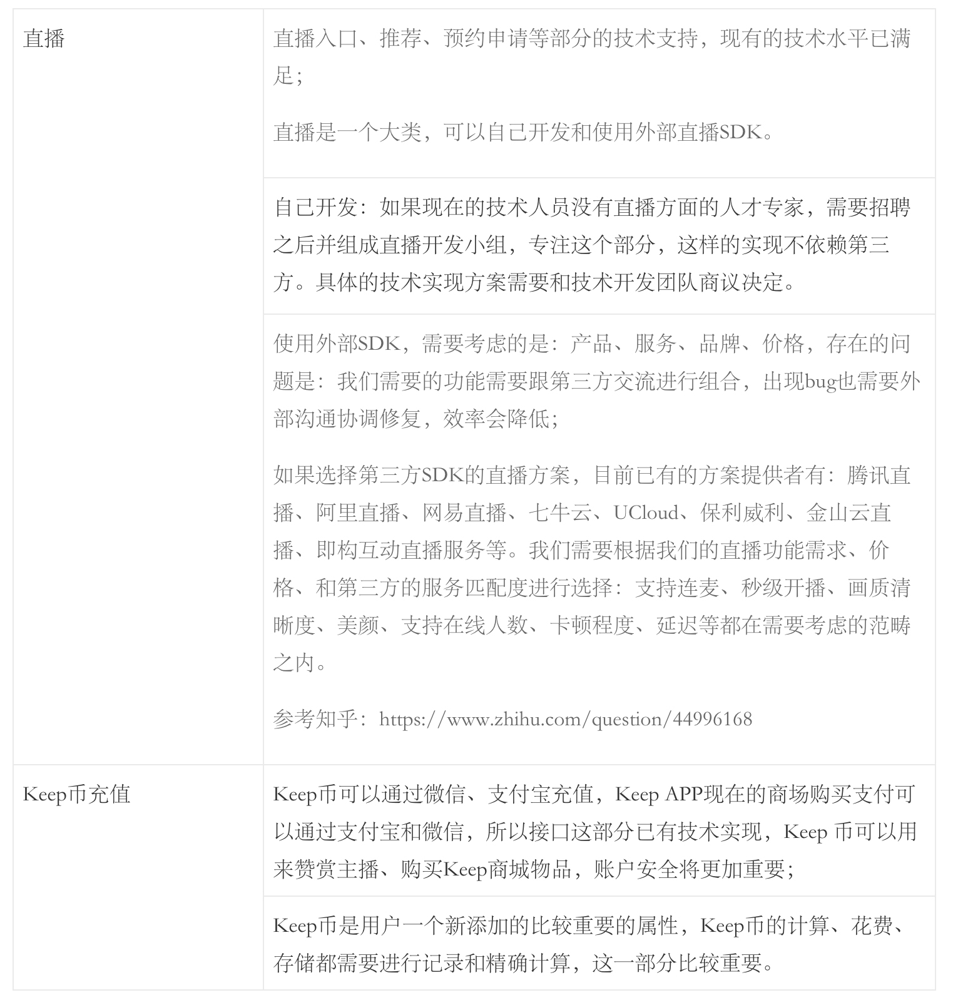 直播
直播入口、推荐、预约申请等部分的技术支持，现有的技术水平已满
足；
直播是一个大类，可以自己开发和使用外部直播SDK。
自己开发：如果现在的技术人员没有直播方面的人才专家，需要招聘
之后并组成直播开发小组，专注这个部分，这样的实现不依赖第三
方。具体的技术实现方案需要和技术开发团队商议决定。
使用外部SDK，需要考虑的是：产品、服务、品牌、价格，存在的问
题是：我们需要的功能需要跟第三方交流进行组合，出现bug也需要外
部沟通协调修复，效率会降低；
如果选择第三方SDK的直播方案，目前已有的方案提供者有：腾讯直
播、阿里直播、网易直播、七牛云、UCloud、保利威利、金山云直
播、即构互动直播服务等。我们需要根据我们的直播功能需求、价
格、和第三方的服务匹配度进行选择：支持连麦、秒级开播、画质清
晰度、美颜、支持在线人数、卡顿程度、延迟等都在需要考虑的范畴
之内。
参考知乎：https://www.zhihu.com/question/44996168
Keep币充值
Keep币可以通过微信、支付宝充值，Keep APP现在的商场购买支付可
以通过支付宝和微信，所以接口这部分已有技术实现，Keep 币可以用
来赞赏主播、购买Keep商城物品，账户安全将更加重要；
Keep币是用户一个新添加的比较重要的属性，Keep币的计算、花费、
存储都需要进行记录和精确计算，这一部分比较重要。